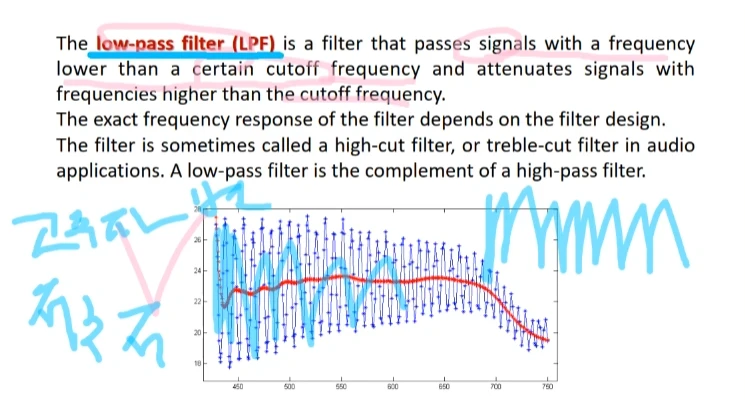 The low-pass filter (LPF) is a filter that passes signals with a frequency
lower than a certain cutoff frequency and attenuates signals with
frequencies higher than the cutoff frequency.
The exact frequency response of the filter depends on the filter design.
The filter is sometimes called a high-cut filter, or treble-cut filter in audio
applications. A low-pass filter is the complement of a high-pass filter.
28
26
24
22
20
18
450 500 550 600 650 700 750